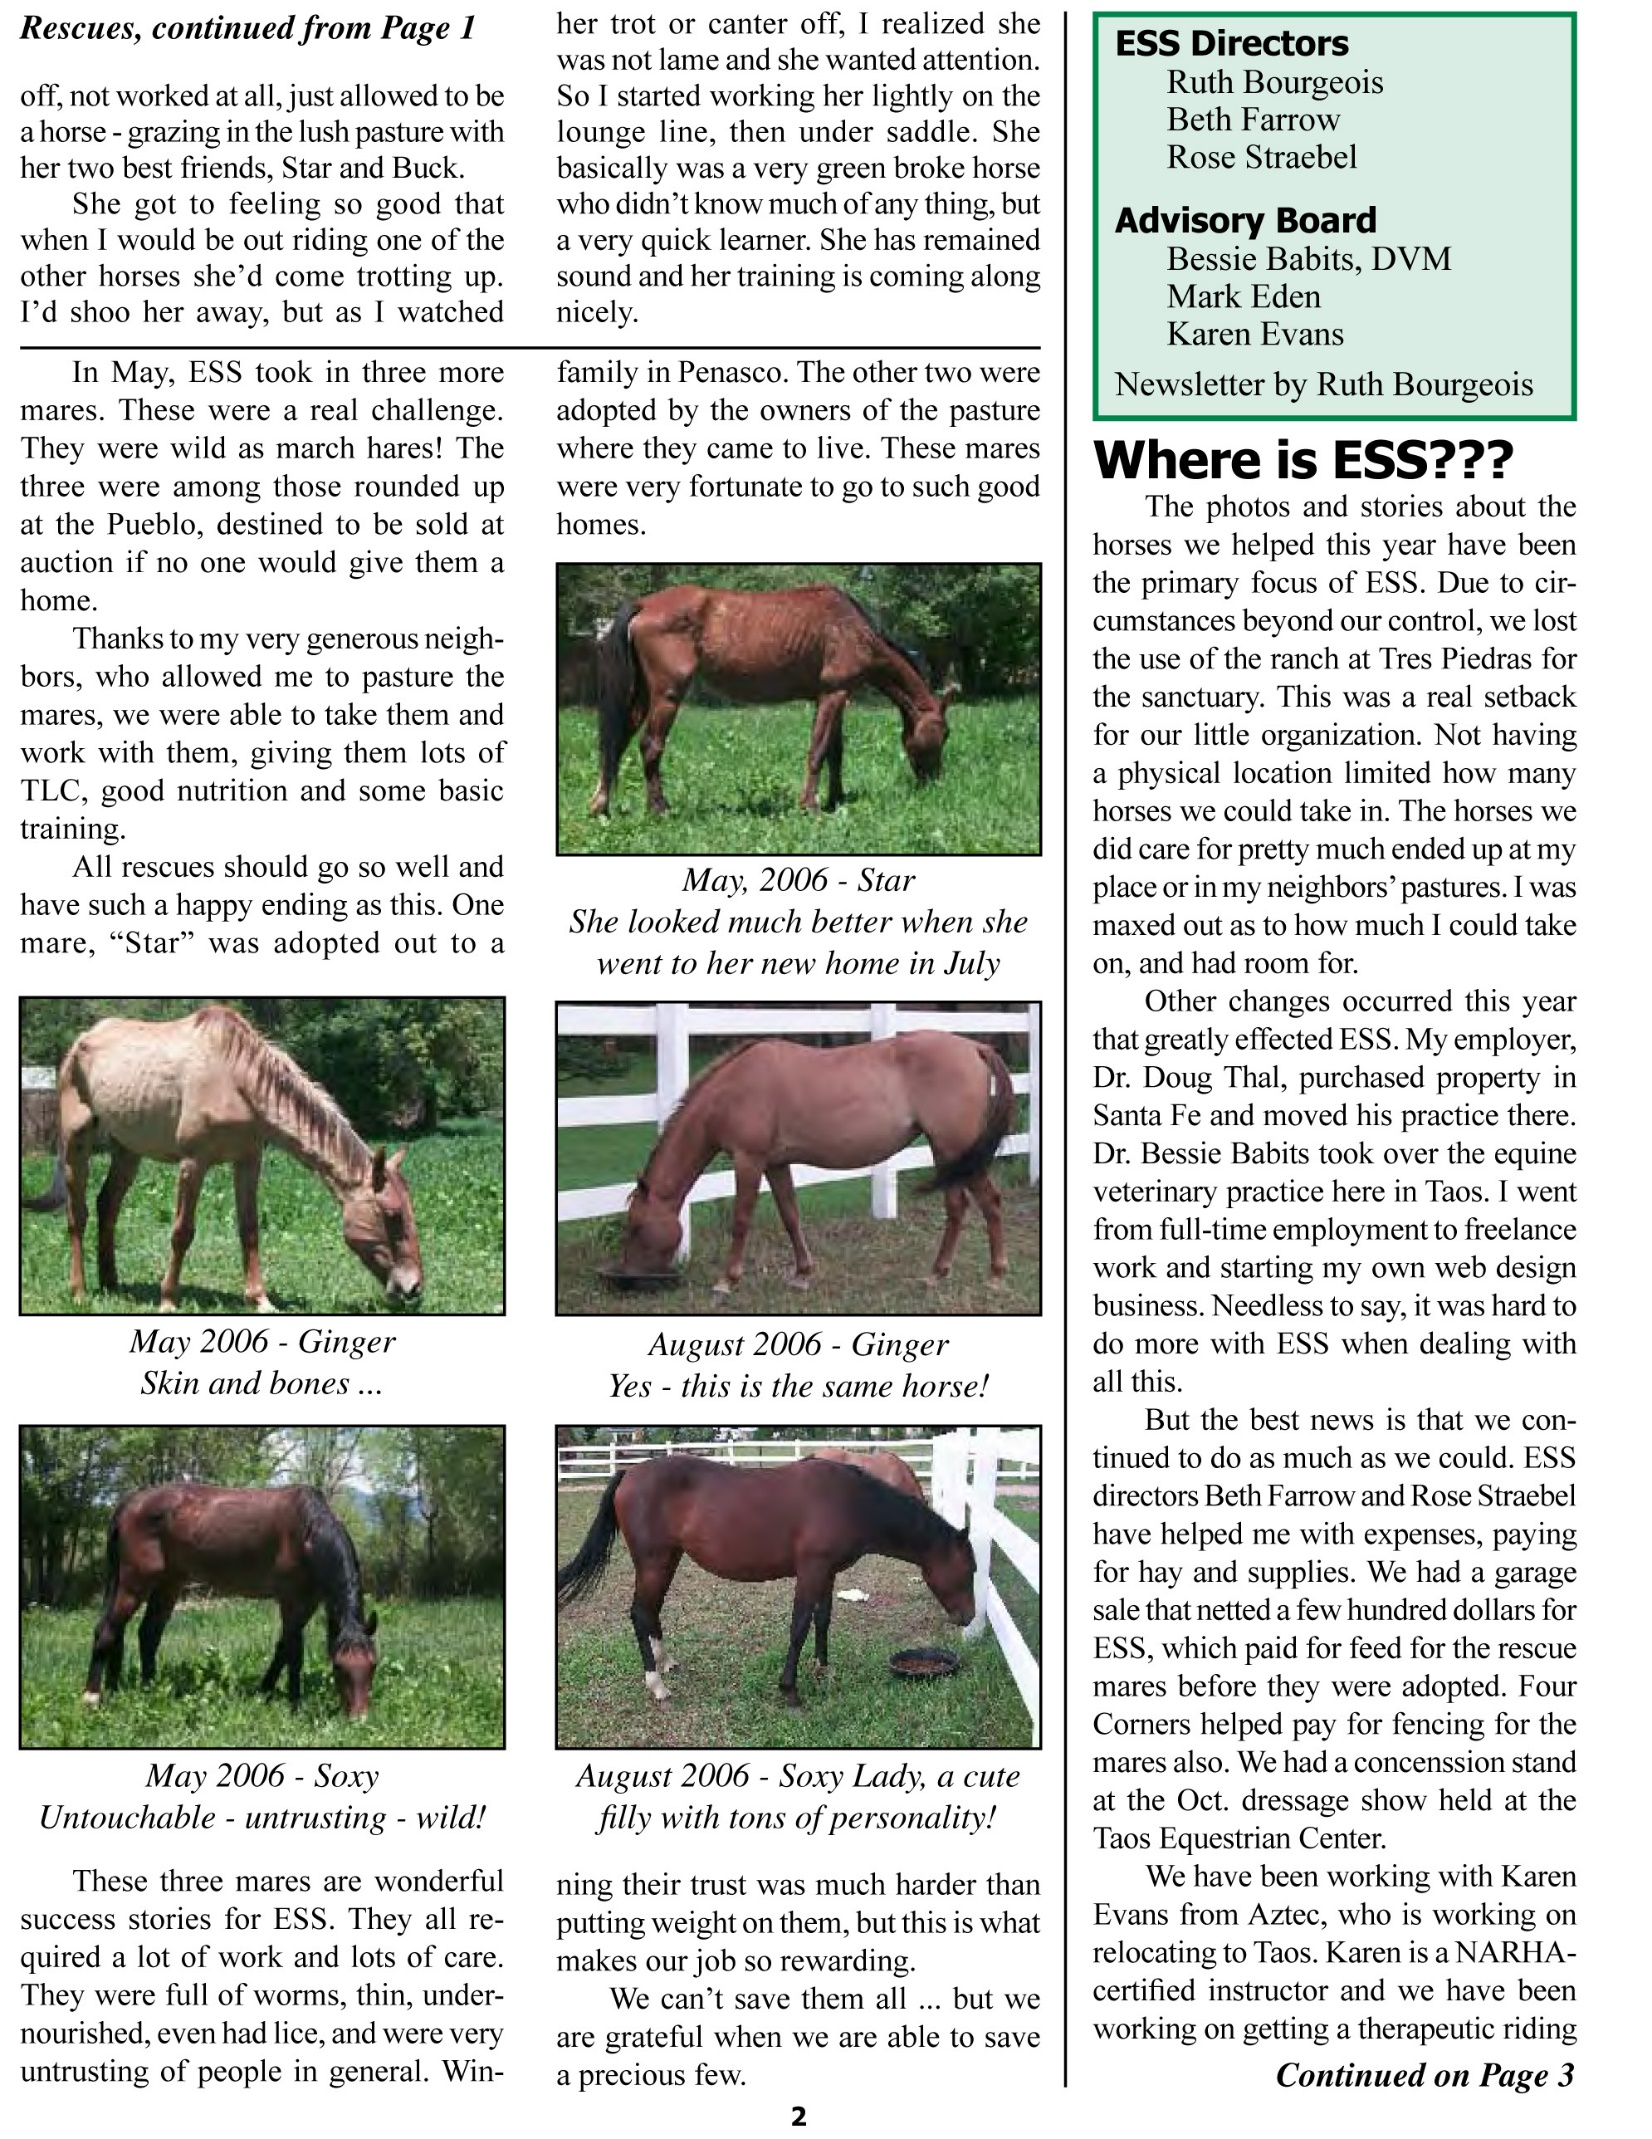 Rescues, continued from Page 1
off, not worked at all, just allowed to be
a horse - grazing in the lush pasture with
her two best friends, Star and Buck.
She got to feeling so good that
when I would be out riding one of the
other horses she’d come trotting up.
I’d shoo her away, but as I watched
her trot or canter off, I realized she
was not lame and she wanted attention.
So I started working her lightly on the
lounge line, then under saddle. She
basically was a very green broke horse
who didn’t know much of any thing, but
a very quick learner. She has remained
sound and her training is coming along
nicely.
In May, ESS took in three more
mares. These were a real challenge.
They were wild as march hares! The
three were among those rounded up
at the Pueblo, destined to be sold at
auction if no one would give them a
home.
Thanks to my very generous neigh-
bors, who allowed me to pasture the
mares, we were able to take them and
work with them, giving them lots of
TLC, good nutrition and some basic
training.
All rescues should go so well and
have such a happy ending as this. One
mare, “Star” was adopted out to a
family in Penasco. The other two were
adopted by the owners of the pasture
where they came to live. These mares
were very fortunate to go to such good
homes.
May, 2006 - Star
She looked much better when she
went to her new home in July
May 2006 - Ginger
Skin and bones ...
August 2006 - Ginger
Yes - this is the same horse!
May 2006 - Soxy
Untouchable - untrusting - wild!
August 2006 - Soxy Lady, a cute
filly with tons of personality!
These three mares are wonderful
success stories for ESS. They all re-
quired a lot of work and lots of care.
They were full of worms, thin, under-
nourished, even had lice, and were very
untrusting of people in general. Win-
ning their trust was much harder than
putting weight on them, but this is what
makes our job so rewarding.
We can’t save them all ... but we
are grateful when we are able to save
a precious few.
ESS Directors
Ruth Bourgeois
Beth Farrow
Rose Straebel
Advisory Board
Bessie Babits, DVM
Mark Eden
Karen Evans
Newsletter by Ruth Bourgeois
Where is ESS???
The photos and stories about the
horses we helped this year have been
the primary focus of ESS. Due to cir-
cumstances beyond our control, we lost
the use of the ranch at Tres Piedras for
the sanctuary. This was a real setback
for our little organization. Not having
a physical location limited how many
horses we could take in. The horses we
did care for pretty much ended up at my
place or in my neighbors’ pastures. I was
maxed out as to how much I could take
on, and had room for.
Other changes occurred this year
that greatly effected ESS. My employer,
Dr. Doug Thal, purchased property in
Santa Fe and moved his practice there.
Dr. Bessie Babits took over the equine
veterinary practice here in Taos. I went
from full-time employment to freelance
work and starting my own web design
business. Needless to say, it was hard to
do more with ESS when dealing with
all this.
But the best news is that we con-
tinued to do as much as we could. ESS
directors Beth Farrow and Rose Straebel
have helped me with expenses, paying
for hay and supplies. We had a garage
sale that netted a few hundred dollars for
ESS, which paid for feed for the rescue
mares before they were adopted. Four
Corners helped pay for fencing for the
mares also. We had a concenssion stand
at the Oct. dressage show held at the
Taos Equestrian Center.
We have been working with Karen
Evans from Aztec, who is working on
relocating to Taos. Karen is a NARHA-
certified instructor and we have been
working on getting a therapeutic riding
Continued on Page 3
2